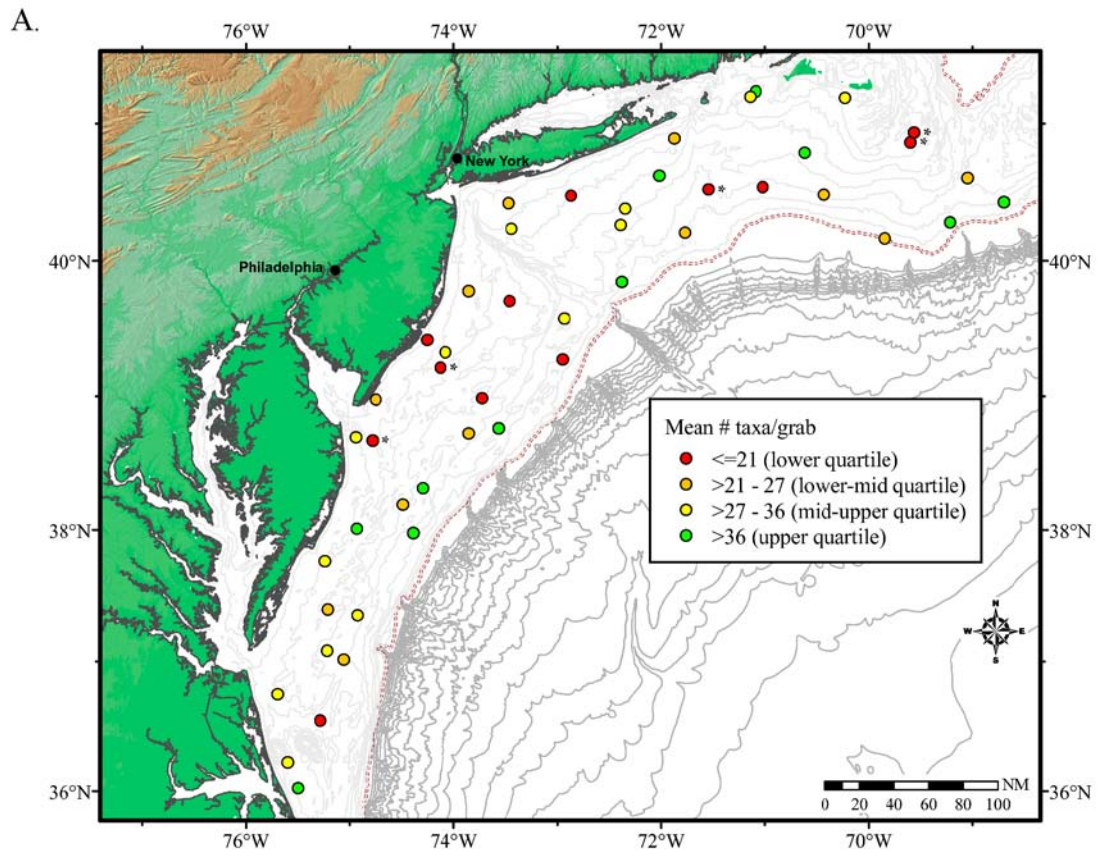 A.
76°W 74°W 72°W 70°W
New York
*
*
*
40°N 40°N
Philadelphia
*
*
Mean # taxa/grab
<=21 (lower quartile)
>21 - 27 (lower-mid quartile)
>27 - 36 (mid-upper quartile)
>36 (upper quartile)
38°N 38°N
N
W E
S
NM
0 20 40 60 80 100
36°N 36°N
76°W 74°W 72°W 70°W